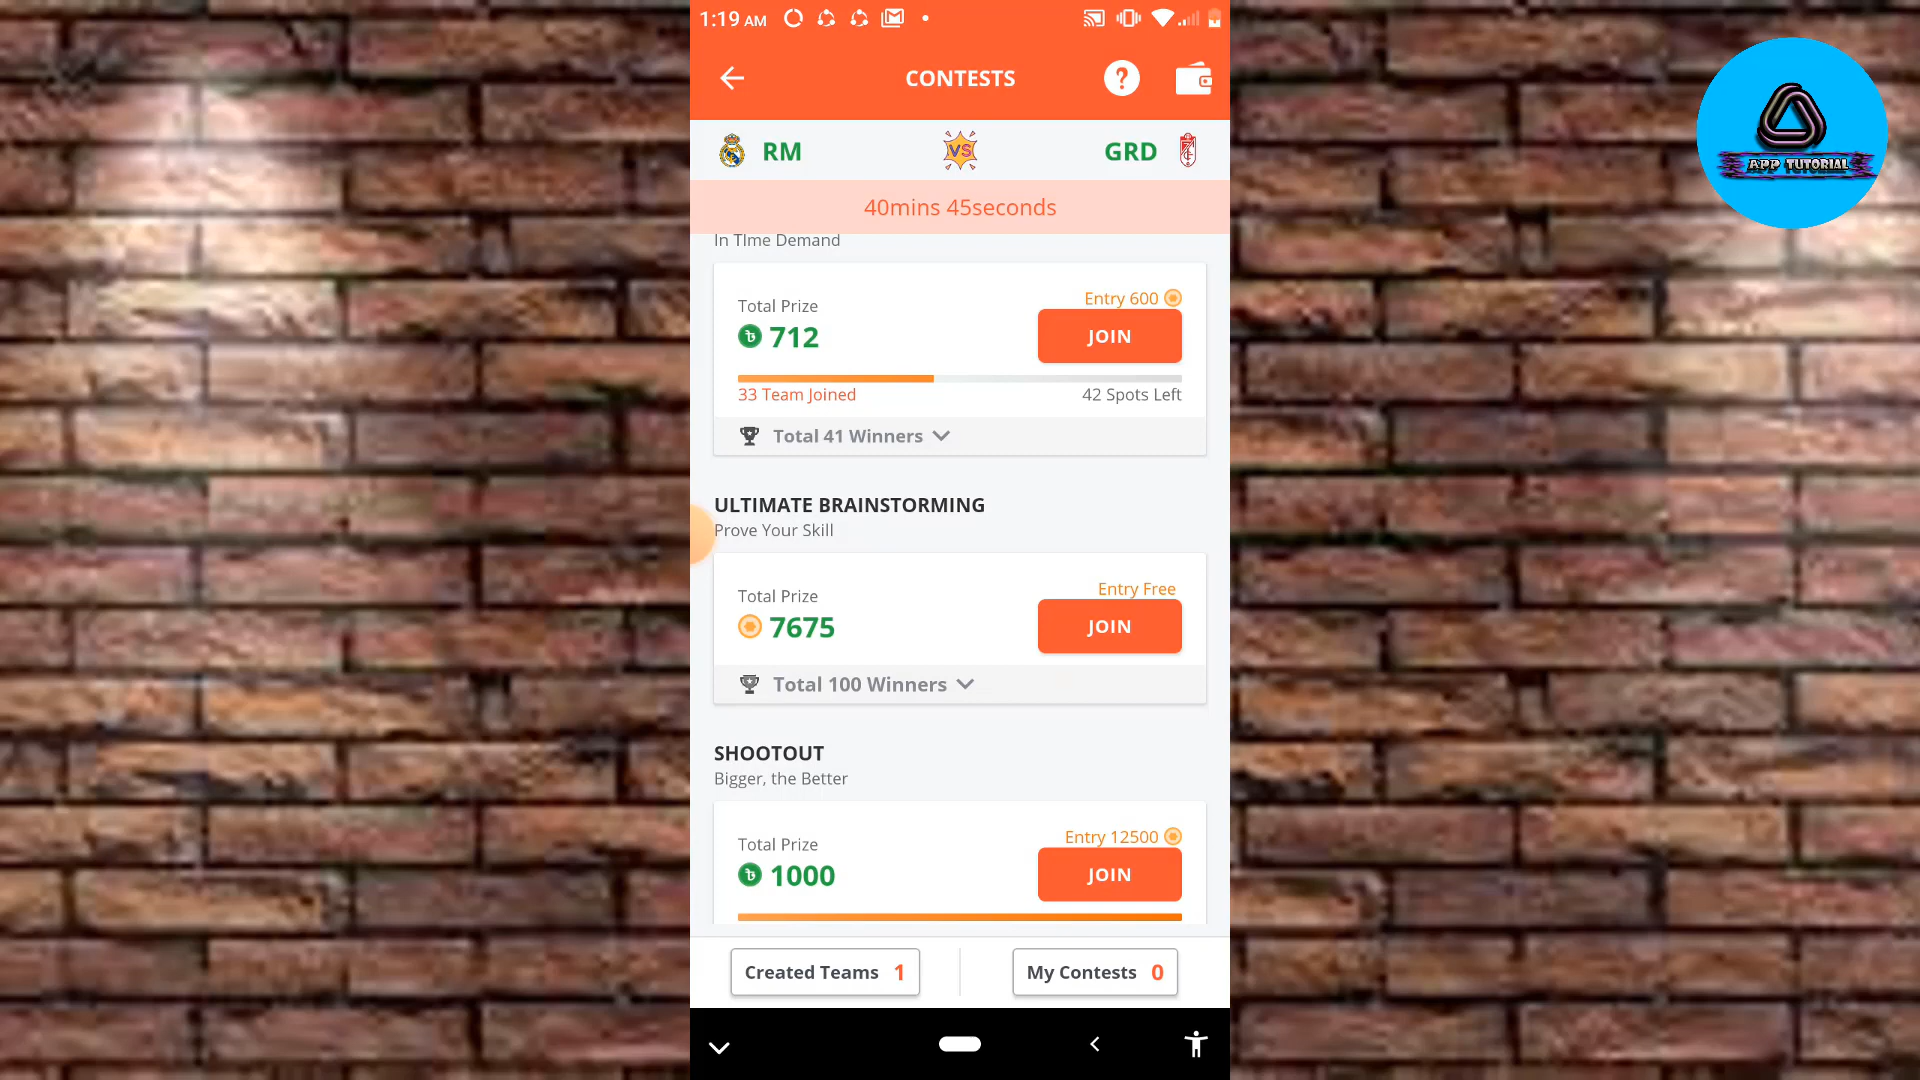 1:19 AM
CONTESTS
?
RM
VS
GRD
40mins 45seconds
In TIme Demand
Total Prize
Entry 600
৳ 712
JOIN
33 Team Joined
42 Spots Left
Total 41 Winners
ULTIMATE BRAINSTORMING
Prove Your Skill
Total Prize
Entry Free
7675
JOIN
Total 100 Winners
SHOOTOUT
Bigger, the Better
Total Prize
Entry 12500
৳ 1000
JOIN
Created Teams 1
My Contests 0
APP TUTORIAL